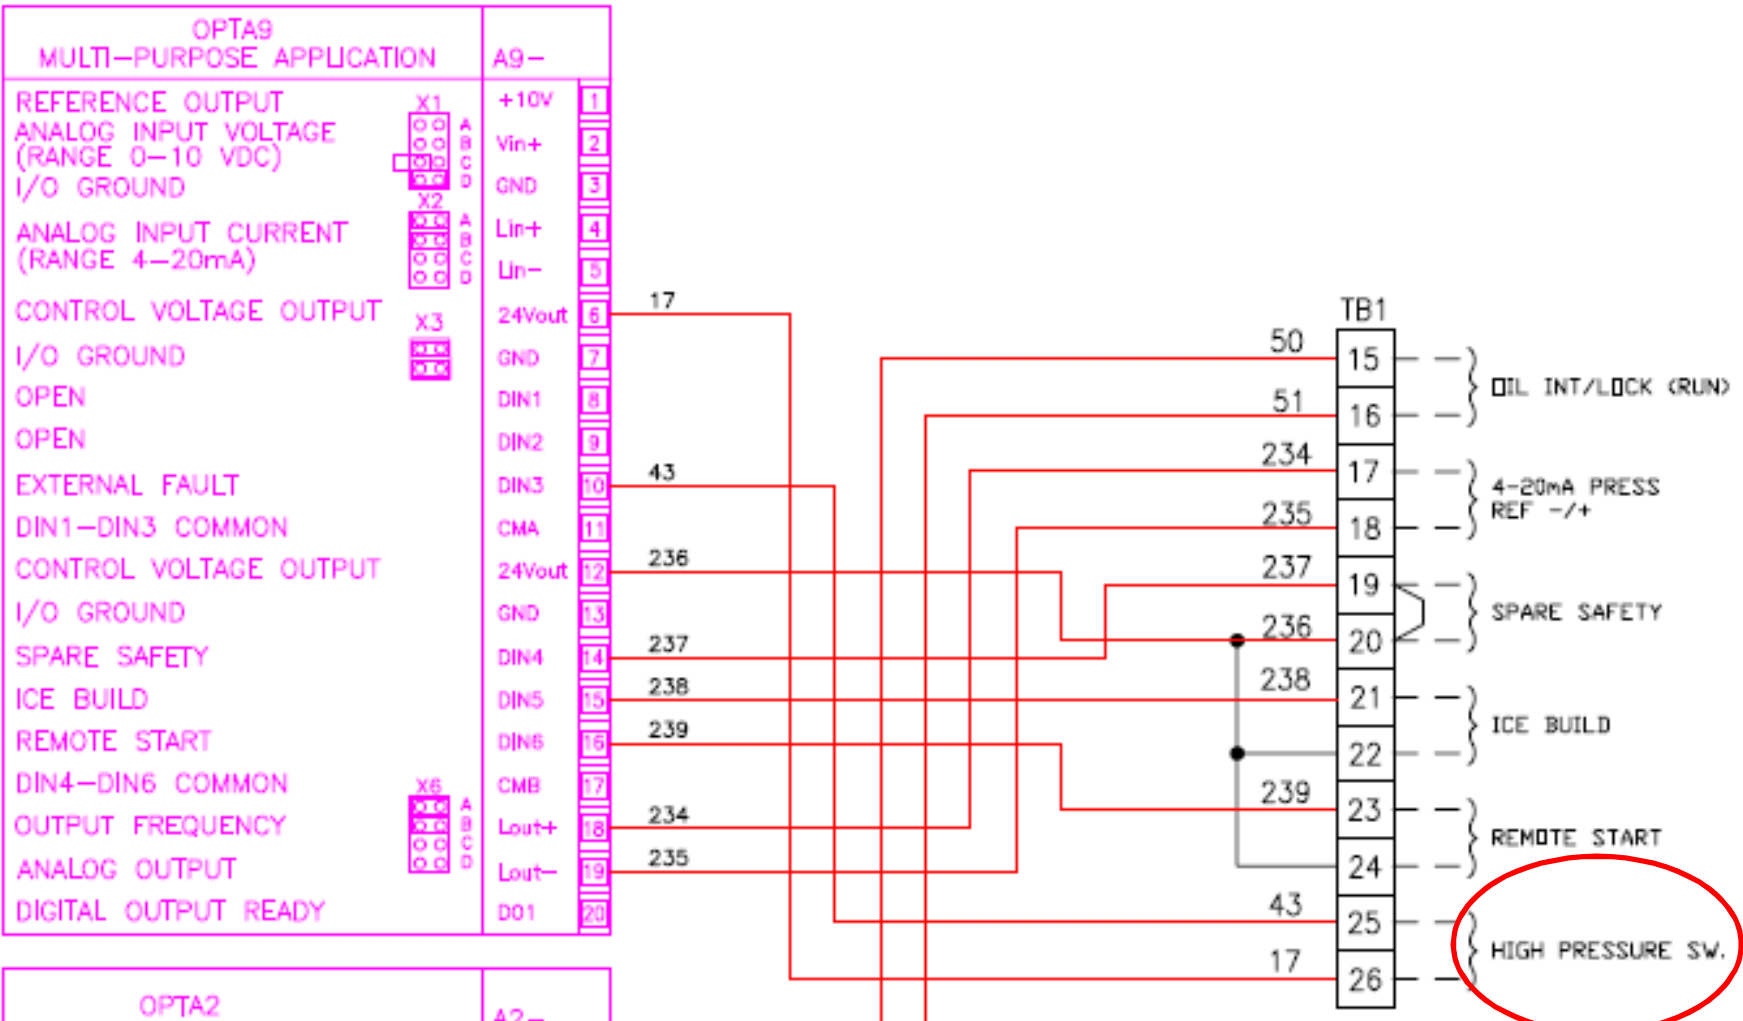 OPTA9
MULTI-PURPOSE APPLICATION A9-
REFERENCE OUTPUT X1 +10V 1
ANALOG INPUT VOLTAGE A
(RANGE 0-10 VDC) B Vin+ 2
C
I/O GROUND D GND 3
X2
ANALOG INPUT CURRENT A Lin+ 4
(RANGE 4-20mA) B
C Lin- 5
D
CONTROL VOLTAGE OUTPUT 24Vout 6 17
X3
I/O GROUND GND 7
OPEN DIN1 8
OPEN DIN2 9
EXTERNAL FAULT DIN3 10 43
DIN1-DIN3 COMMON CMA 11
CONTROL VOLTAGE OUTPUT 24Vout 12 236
I/O GROUND GND 13
SPARE SAFETY DIN4 14 237
ICE BUILD DIN5 15 238
REMOTE START DIN6 16 239
DIN4-DIN6 COMMON CMB 17
X6
A
OUTPUT FREQUENCY B Lout+ 18 234
C
ANALOG OUTPUT D Lout- 19 235
DIGITAL OUTPUT READY DO1 20
OPTA2 A2-
TB1
50 15
OIL INT/LOCK (RUN)
51 16
234 17
4-20mA PRESS
REF -/+
235 18
237 19
SPARE SAFETY
236 20
238 21
ICE BUILD
22
239 23
REMOTE START
24
43 25
HIGH PRESSURE SW.
17 26